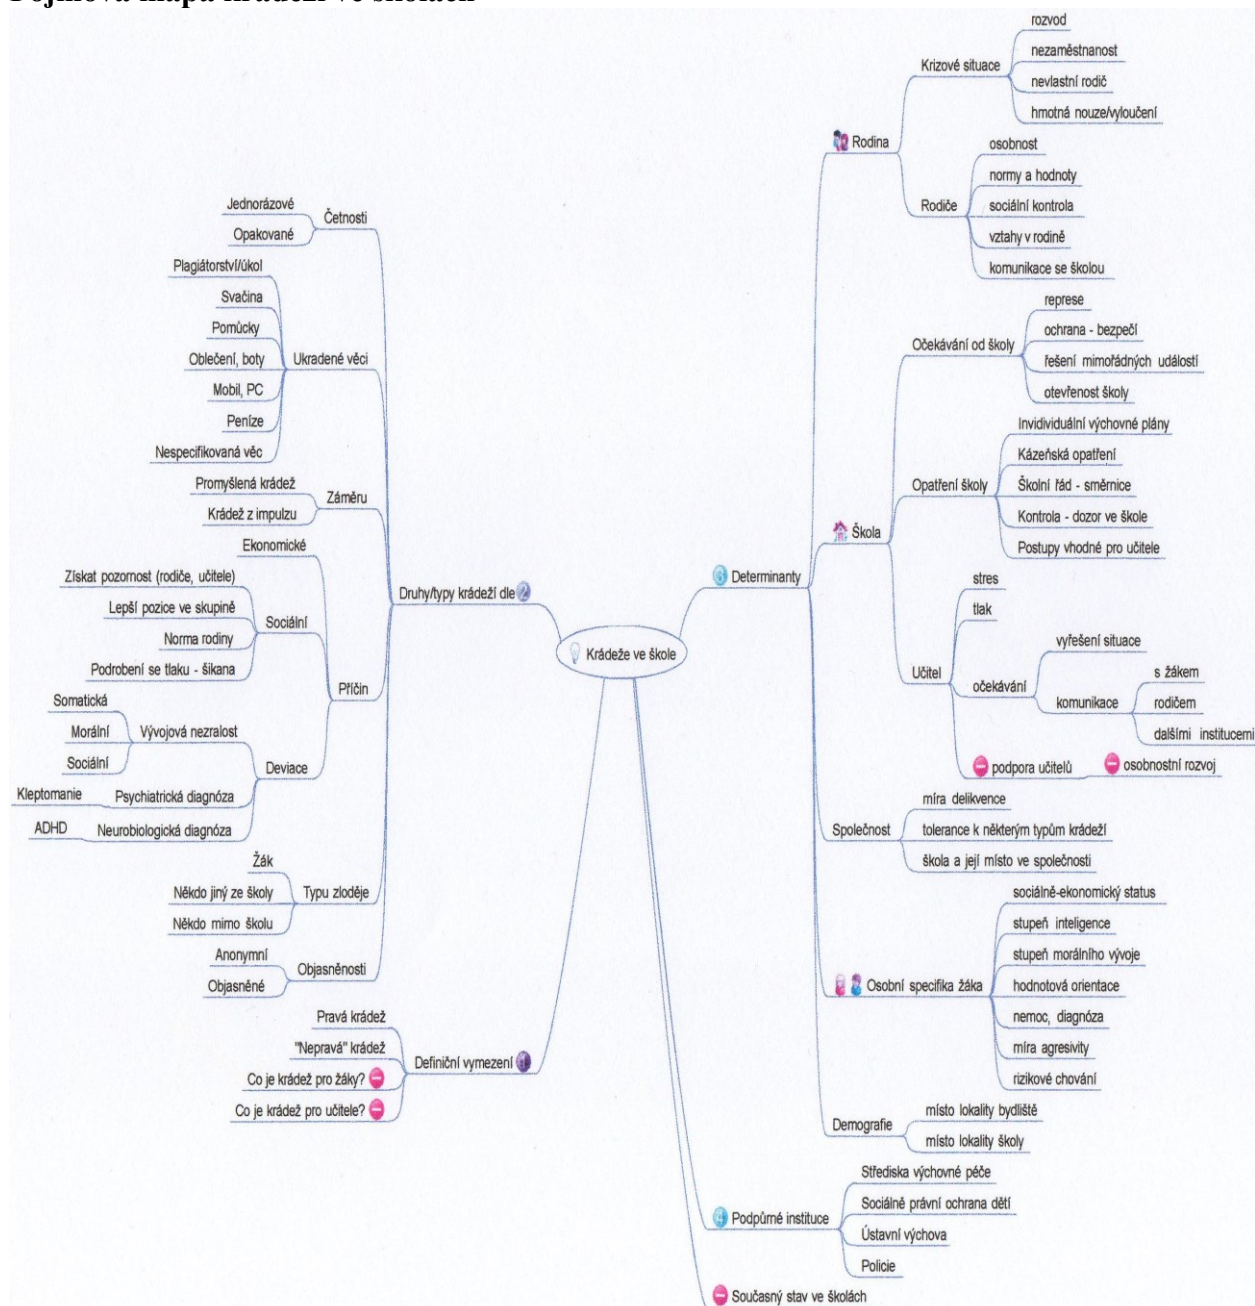 Pojmová mapa krádeží ve školách
Krádeže ve škole
Definiční vymezení
Pravá krádež
"Nepravá" krádež
Co je krádež pro žáky?
Co je krádež pro učitele?
Druhy/typy krádeží dle
Četnosti
Jednorázové
Opakované
Ukradené věci
Plagiátorství/úkol
Svačina
Pomůcky
Oblečení, boty
Mobil, PC
Peníze
Nespecifikovaná věc
Záměru
Promyšlená krádež
Krádež z impulzu
Příčin
Ekonomické
Sociální
Získat pozornost (rodiče, učitele)
Lepší pozice ve skupině
Norma rodiny
Podrobení se tlaku - šikana
Deviace
Vývojová nezralost
Somatická
Morální
Sociální
Psychiatrická diagnóza
Kleptomanie
Neurobiologická diagnóza
ADHD
Typu zloděje
Žák
Někdo jiný ze školy
Někdo mimo školu
Objasněnosti
Anonymní
Objasněné
Determinanty
Rodina
Krizové situace
rozvod
nezaměstnanost
nevlastní rodič
hmotná nouze/vyloučení
Rodiče
osobnost
normy a hodnoty
sociální kontrola
vztahy v rodině
komunikace se školou
Škola
Očekávání od školy
represe
ochrana - bezpečí
řešení mimořádných událostí
otevřenost školy
Opatření školy
Invidividuální výchovné plány
Kázeňská opatření
Školní řád - směrnice
Kontrola - dozor ve škole
Postupy vhodné pro učitele
Učitel
stres
tlak
očekávání
vyřešení situace
komunikace
s žákem
rodičem
dalšími institucemi
podpora učitelů
osobnostní rozvoj
Společnost
míra delikvence
tolerance k některým typům krádeží
škola a její místo ve společnosti
Osobní specifika žáka
sociálně-ekonomický status
stupeň inteligence
stupeň morálního vývoje
hodnotová orientace
nemoc, diagnóza
míra agresivity
rizikové chování
Demografie
místo lokality bydliště
místo lokality školy
Podpůrné instituce
Střediska výchovné péče
Sociálně právní ochrana dětí
Ústavní výchova
Policie
Současný stav ve školách